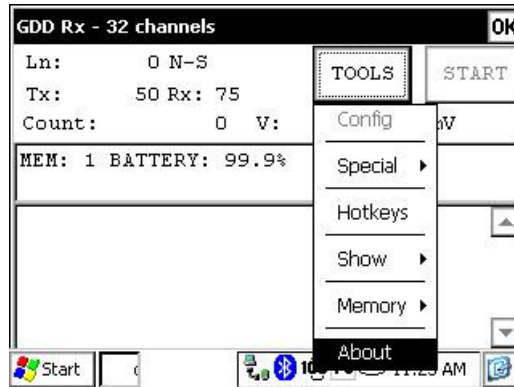 GDD Rx - 32 channels OK
Ln: 0 N-S
TOOLS START
Tx: 50 Rx: 75
Count: 0 V:
Config
MEM: 1 BATTERY: 99.9%
Special
Hotkeys
Show
Memory
About
Start AM